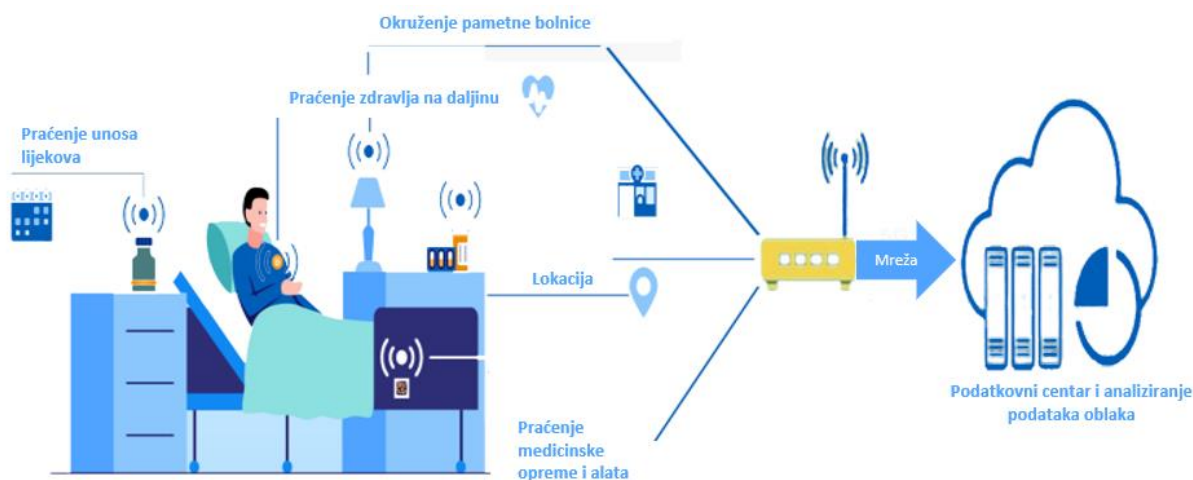 Okruženje pametne bolnice
Praćenje zdravlja na daljinu
Praćenje unosa
lijekova
Lokacija
Mreža
Praćenje
medicinske
opreme i alata
Podatkovni centar i analiziranje
podataka oblaka